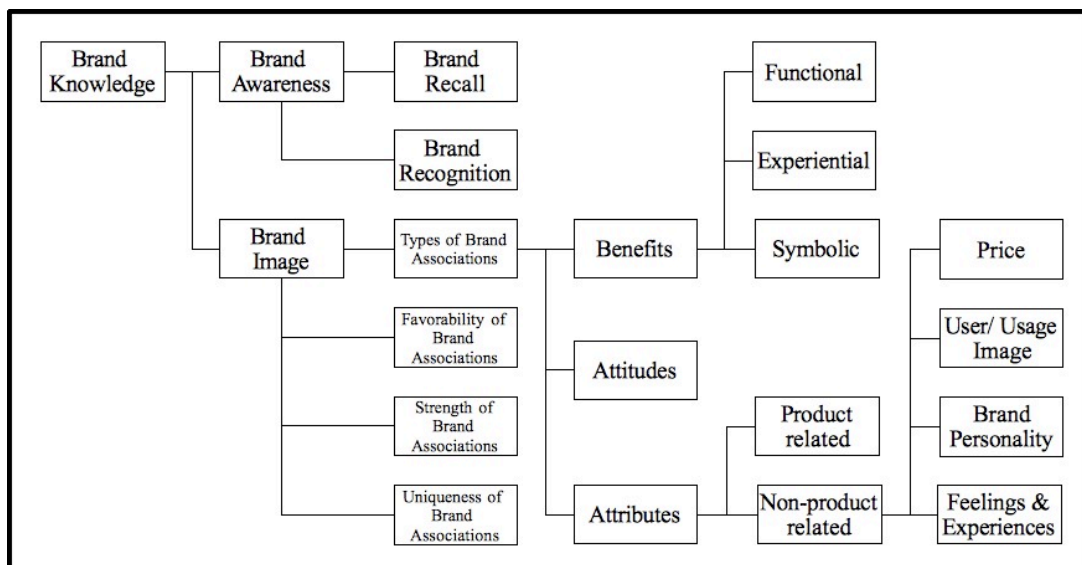 Brand
Knowledge
Brand
Awareness
Brand
Recall
Functional
Brand
Recognition
Experiential
Brand
Image
Types of Brand
Associations
Benefits
Symbolic
Price
Favorability of
Brand
Associations
Attitudes
User/ Usage
Image
Strength of
Brand
Associations
Product
related
Brand
Personality
Uniqueness of
Brand
Associations
Attributes
Non-product
related
Feelings &
Experiences